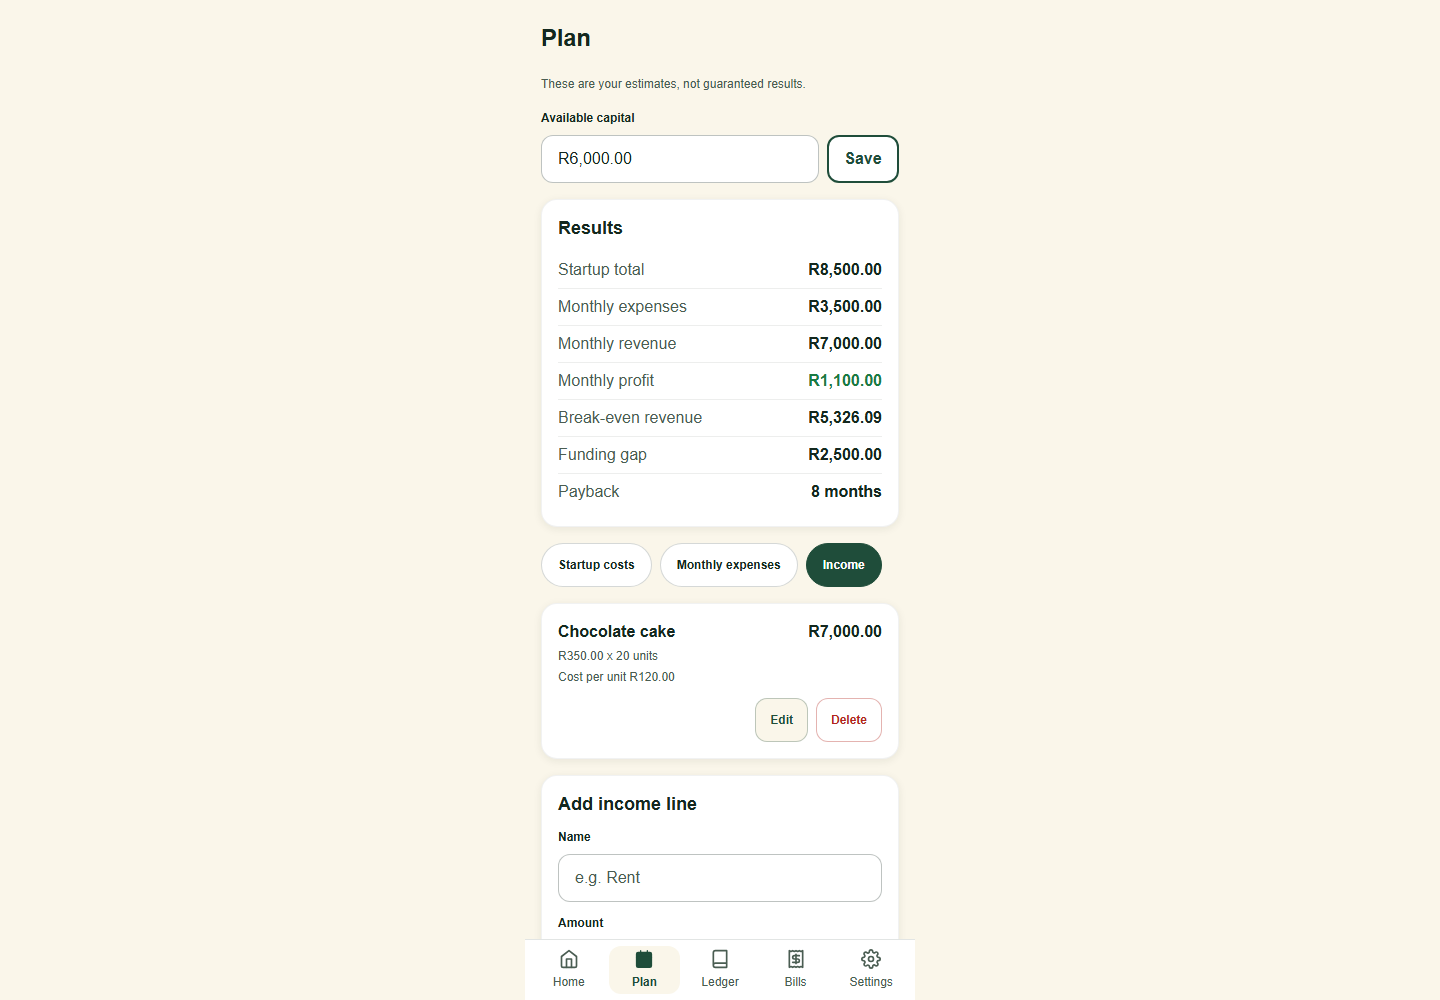 Plan
These are your estimates, not guaranteed results.
Available capital
R6,000.00 Save
Results
Startup total R8,500.00
Monthly expenses R3,500.00
Monthly revenue R7,000.00
Monthly profit R1,100.00
Break-even revenue R5,326.09
Funding gap R2,500.00
Payback 8 months
Startup costs Monthly expenses Income
Chocolate cake R7,000.00
R350.00 x 20 units
Cost per unit R120.00
Edit Delete
Add income line
Name
e.g. Rent
Amount
Home Plan Ledger Bills Settings